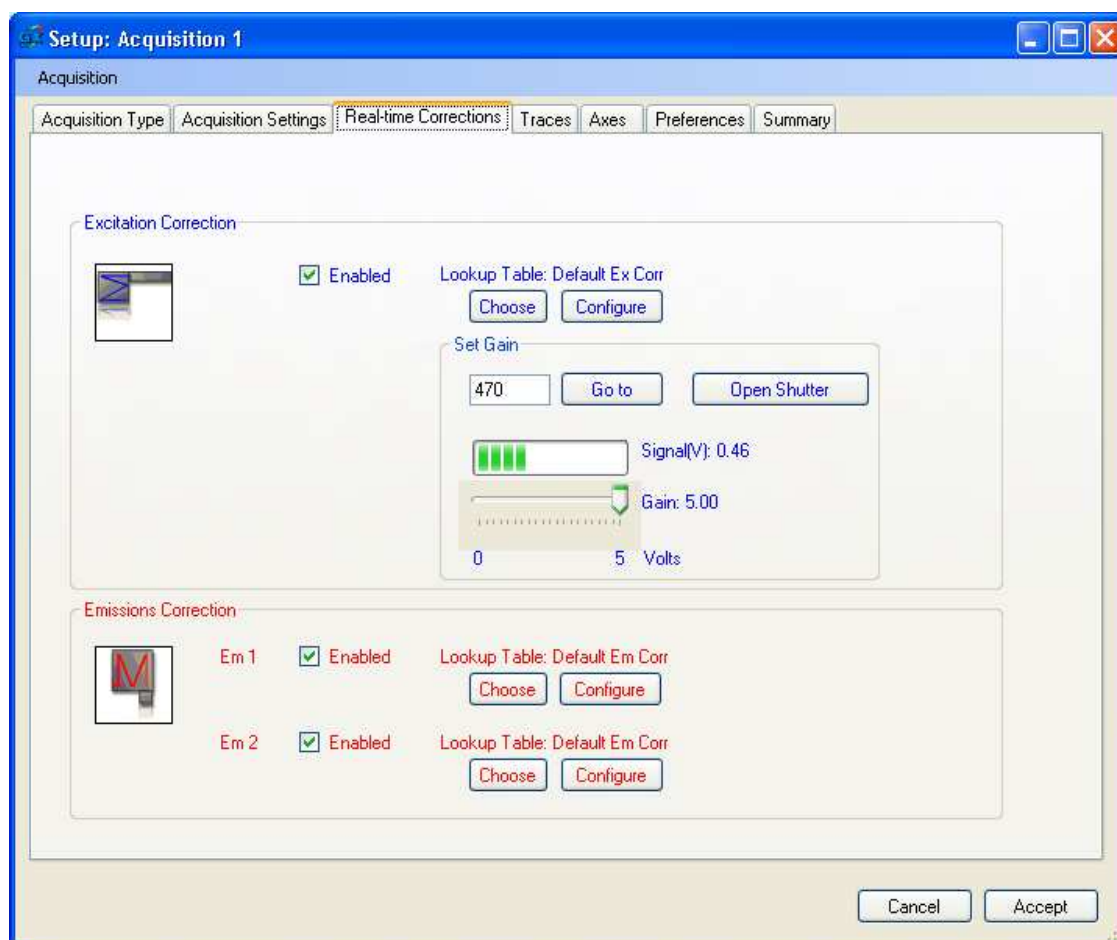 Setup: Acquisition 1
Acquisition
Acquisition Type Acquisition Settings Real-time Corrections Traces Axes Preferences Summary
Excitation Correction
Enabled Lookup Table: Default Ex Corr
Choose Configure
Set Gain
470 Go to Open Shutter
Signal(V): 0.46
Gain: 5.00
0 5 Volts
Emissions Correction
Em 1 Enabled Lookup Table: Default Em Corr
Choose Configure
Em 2 Enabled Lookup Table: Default Em Corr
Choose Configure
Cancel Accept